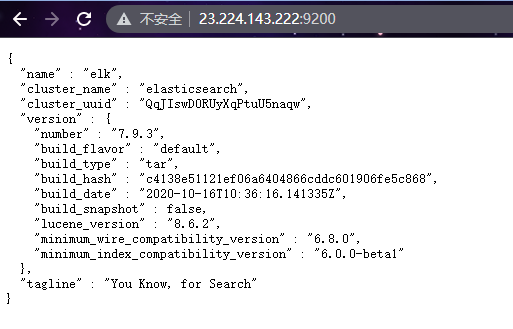 不安全 | 23.224.143.222:9200
{
"name" : "elk",
"cluster_name" : "elasticsearch",
"cluster_uuid" : "QqJIswDORUyXqPtuU5naqw",
"version" : {
"number" : "7.9.3",
"build_flavor" : "default",
"build_type" : "tar",
"build_hash" : "c4138e51121ef06a6404866cddc601906fe5c868",
"build_date" : "2020-10-16T10:36:16.141335Z",
"build_snapshot" : false,
"lucene_version" : "8.6.2",
"minimum_wire_compatibility_version" : "6.8.0",
"minimum_index_compatibility_version" : "6.0.0-beta1"
},
"tagline" : "You Know, for Search"
}